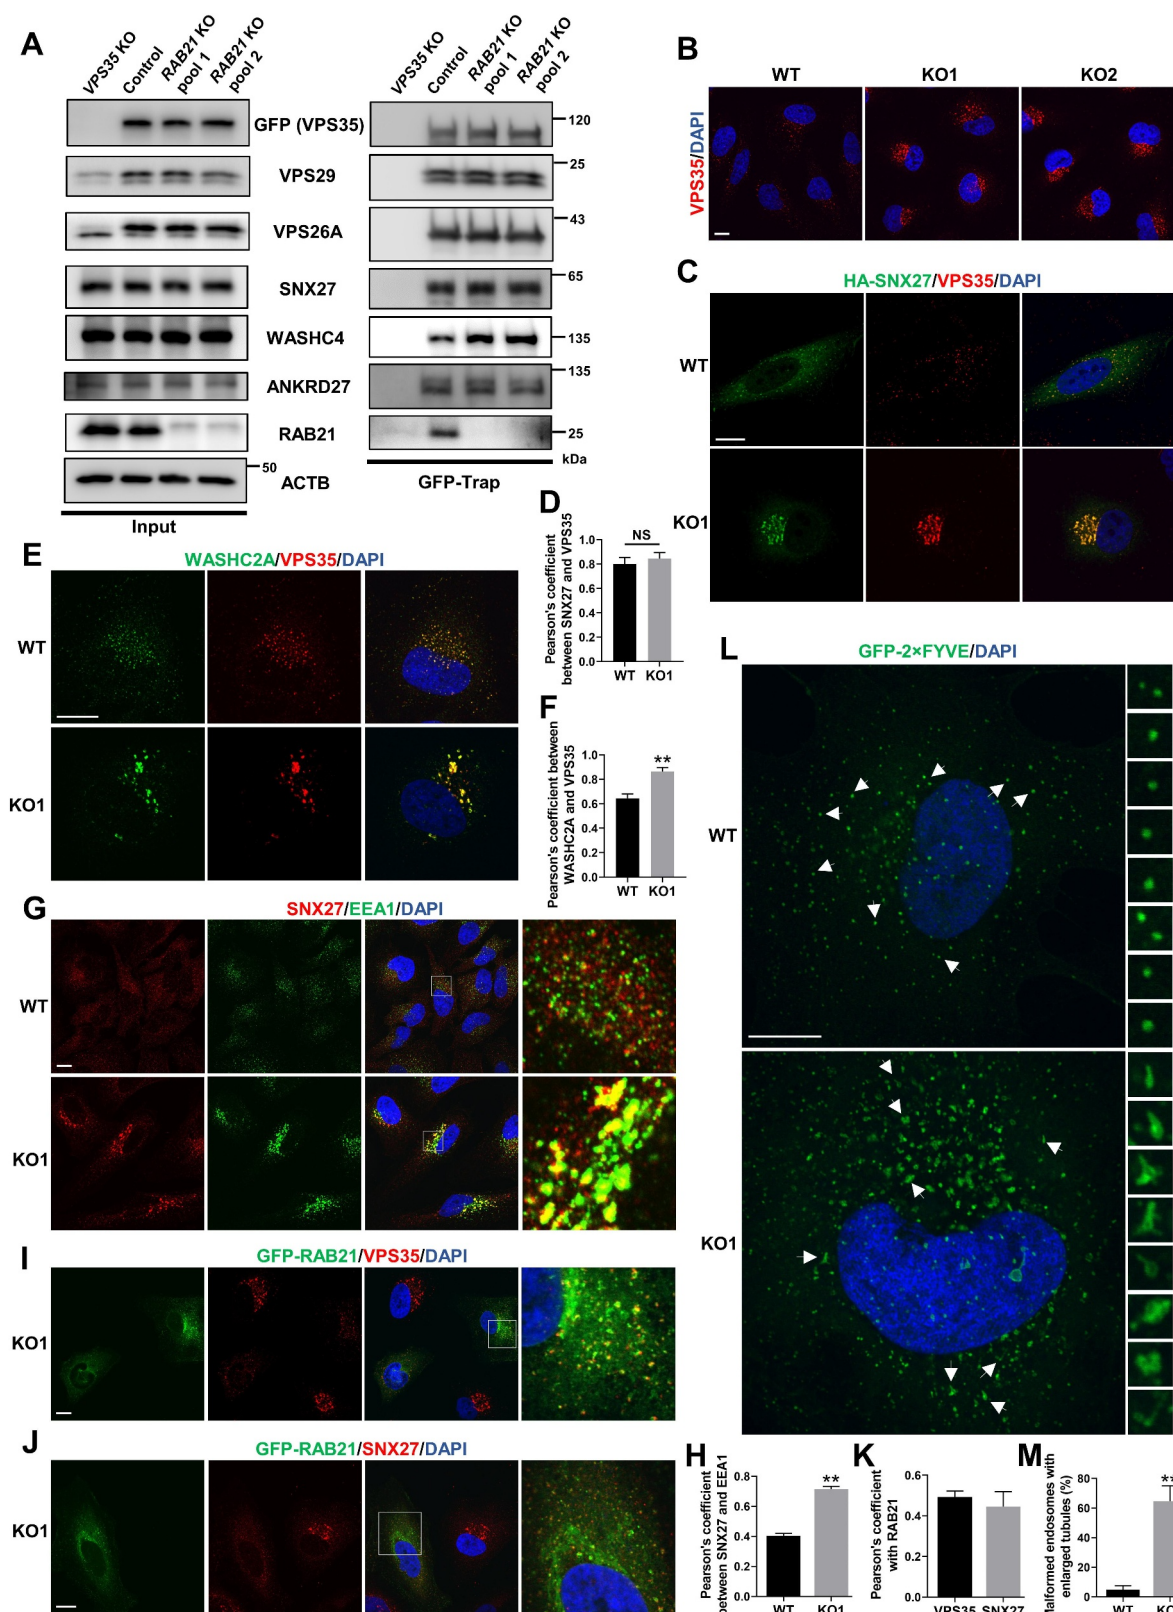 A
VPS35 KO
Control
RAB21 KO
pool 1
RAB21 KO
pool 2
VPS35 KO
Control
RAB21 KO
pool 1
RAB21 KO
pool 2
GFP (VPS35)
120
VPS29
25
VPS26A
43
SNX27
65
WASHC4
135
ANKRD27
135
RAB21
25
kDa
50
ACTB
Input
GFP-Trap
B
WT
KO1
KO2
VPS35/DAPI
C
HA-SNX27/VPS35/DAPI
WT
KO1
D
Pearson's coefficient
between SNX27 and VPS35
1.0
0.8
0.6
0.4
0.2
0.0
NS
WT KO1
E
WASHC2A/VPS35/DAPI
WT
KO1
F
Pearson's coefficient between
WASHC2A and VPS35
1.0
0.8
0.6
0.4
0.2
0.0
**
WT KO1
G
SNX27/EEA1/DAPI
WT
KO1
H
Pearson's coefficient
between SNX27 and EEA1
0.8
0.6
0.4
0.2
0.0
**
WT KO1
I
GFP-RAB21/VPS35/DAPI
KO1
J
GFP-RAB21/SNX27/DAPI
KO1
K
Pearson's coefficient
with RAB21
0.6
0.4
0.2
0.0
VPS35 SNX27
L
GFP-2×FYVE/DAPI
WT
KO1
M
endosomes with
enlarged tubules (%)
80
60
40
20
0
**
WT